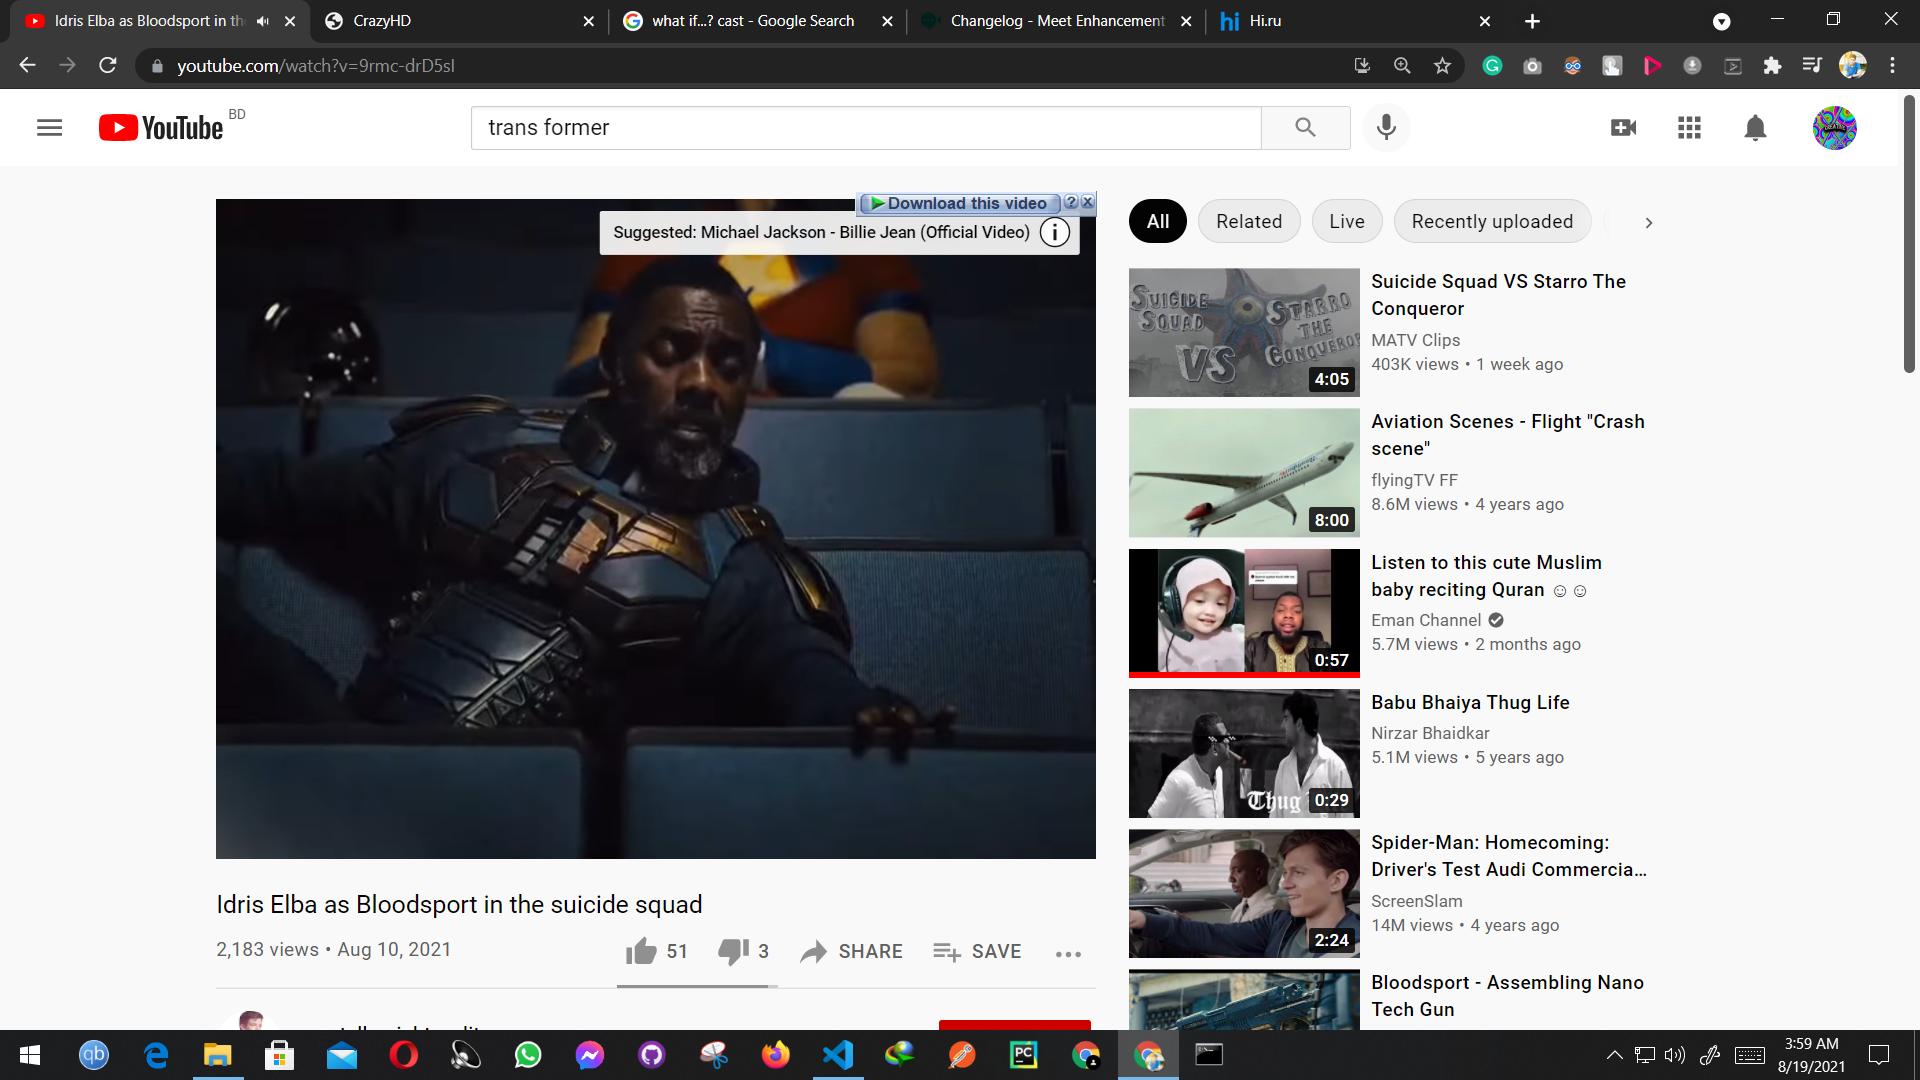 Idris Elba as Bloodsport in the
CrazyHD
what if...? cast - Google Search
Changelog - Meet Enhancement
Hi.ru
youtube.com/watch?v=9rmc-drD5sI
YouTube BD
trans former
Download this video
Suggested: Michael Jackson - Billie Jean (Official Video)
All
Related
Live
Recently uploaded
SUICIDE SQUAD VS STARRO THE CONQUEROR
4:05
Suicide Squad VS Starro The
Conqueror
MATV Clips
403K views • 1 week ago
8:00
Aviation Scenes - Flight "Crash
scene"
flyingTV FF
8.6M views • 4 years ago
0:57
Listen to this cute Muslim
baby reciting Quran ☺☺
Eman Channel
5.7M views • 2 months ago
Thug
0:29
Babu Bhaiya Thug Life
Nirzar Bhaidkar
5.1M views • 5 years ago
2:24
Spider-Man: Homecoming:
Driver's Test Audi Commercia...
ScreenSlam
14M views • 4 years ago
Bloodsport - Assembling Nano
Tech Gun
Idris Elba as Bloodsport in the suicide squad
2,183 views • Aug 10, 2021
51
3
SHARE
SAVE
qb
PC
3:59 AM
8/19/2021